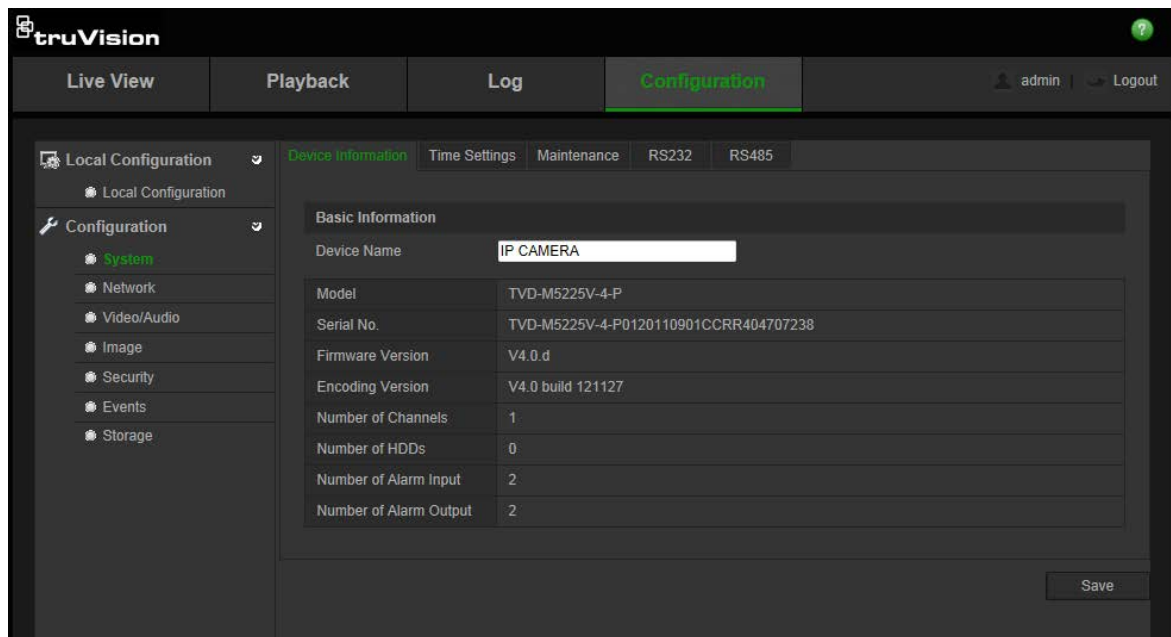 truVision
?
Live View Playback Log Configuration admin Logout
Local Configuration
Local Configuration
Configuration
System
Network
Video/Audio
Image
Security
Events
Storage
Device Information Time Settings Maintenance RS232 RS485
Basic Information
Device Name IP CAMERA
Model TVD-M5225V-4-P
Serial No. TVD-M5225V-4-P0120110901CCRR404707238
Firmware Version V4.0.d
Encoding Version V4.0 build 121127
Number of Channels 1
Number of HDDs 0
Number of Alarm Input 2
Number of Alarm Output 2
Save